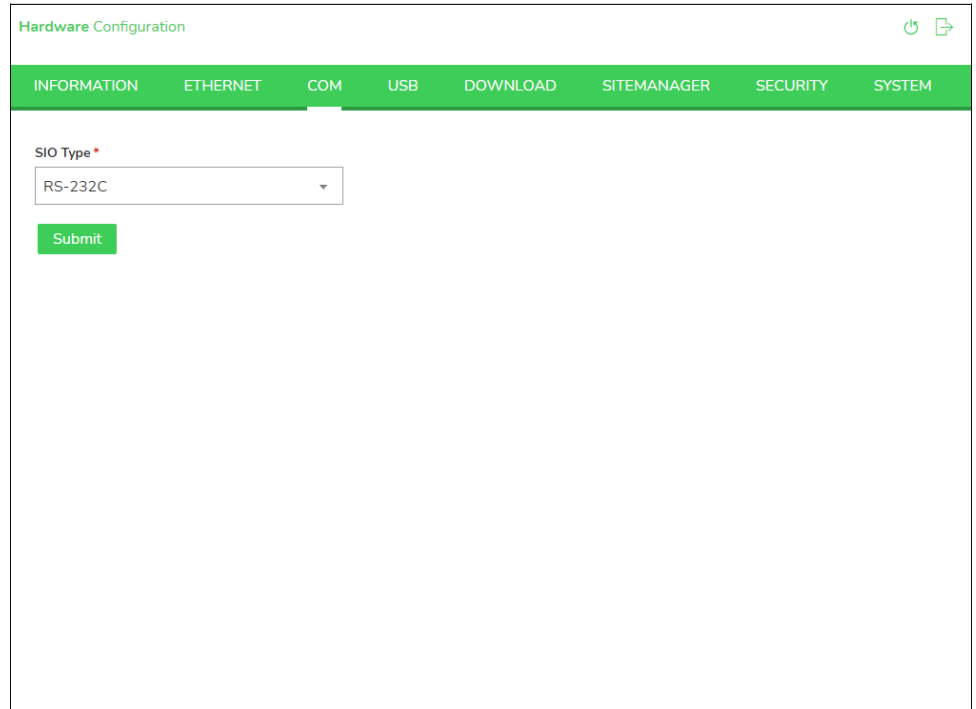 Hardware Configuration
INFORMATION ETHERNET COM USB DOWNLOAD SITEMANAGER SECURITY SYSTEM
SIO Type *
RS-232C
Submit